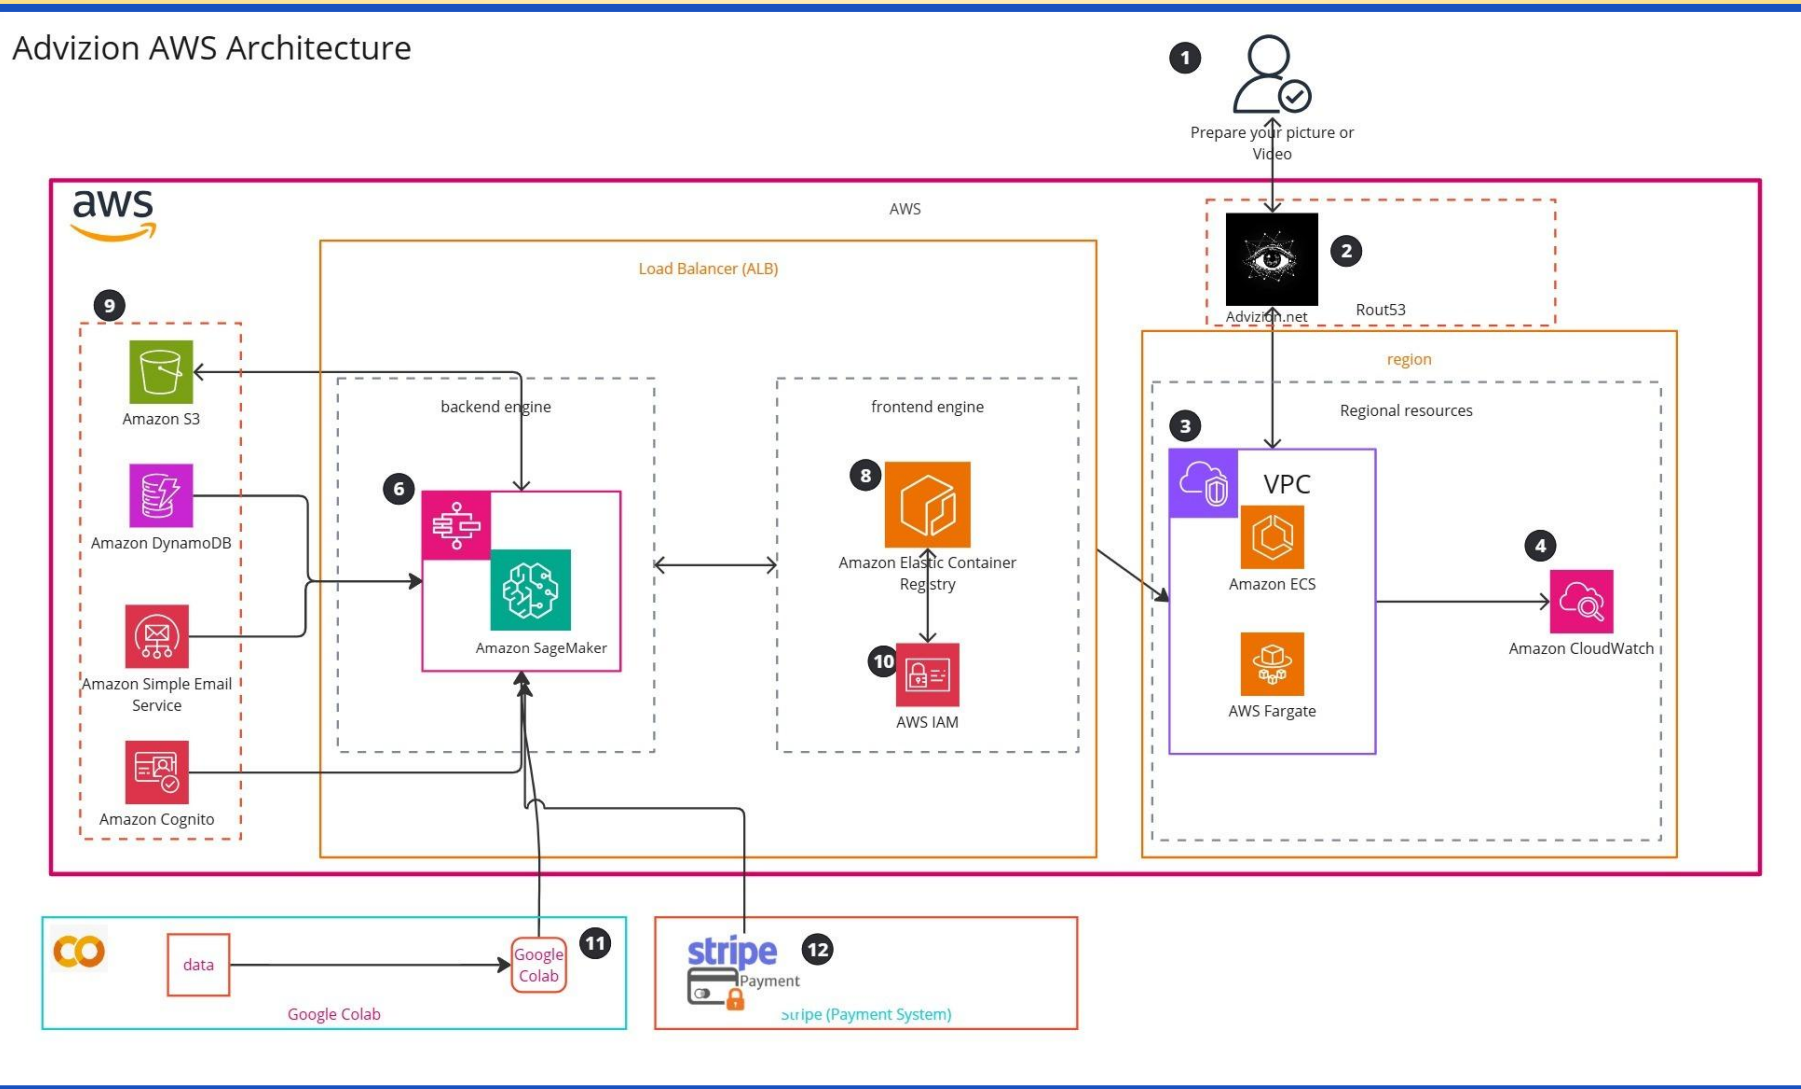 Advizion AWS Architecture
1
Prepare your picture or
Video
aws
AWS
2
Advizion.net
Rout53
Load Balancer (ALB)
9
Amazon S3
Amazon DynamoDB
Amazon Simple Email
Service
Amazon Cognito
backend engine
6
Amazon SageMaker
frontend engine
8
Amazon Elastic Container
Registry
10
AWS IAM
region
Regional resources
3
VPC
Amazon ECS
AWS Fargate
4
Amazon CloudWatch
CO
data
Google
Colab
11
Google Colab
stripe
12
Payment
Stripe (Payment System)